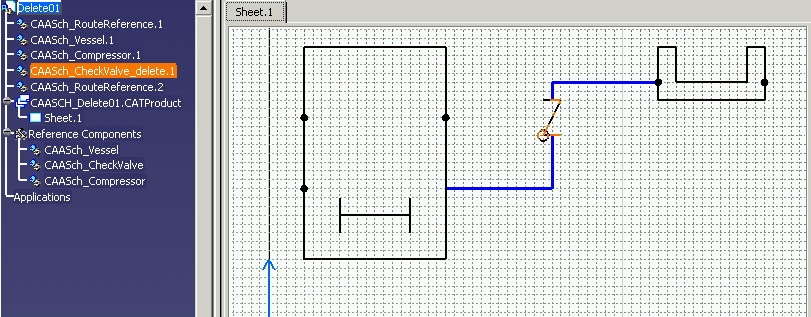 Delete01
Sheet.1
CAASch_RouteReference.1
CAASch_Vessel.1
CAASch_Compressor.1
CAASch_CheckValve_delete.1
CAASch_RouteReference.2
CAASCH_Delete01.CATProduct
Sheet.1
Reference Components
CAASch_Vessel
CAASch_CheckValve
CAASch_Compressor
Applications